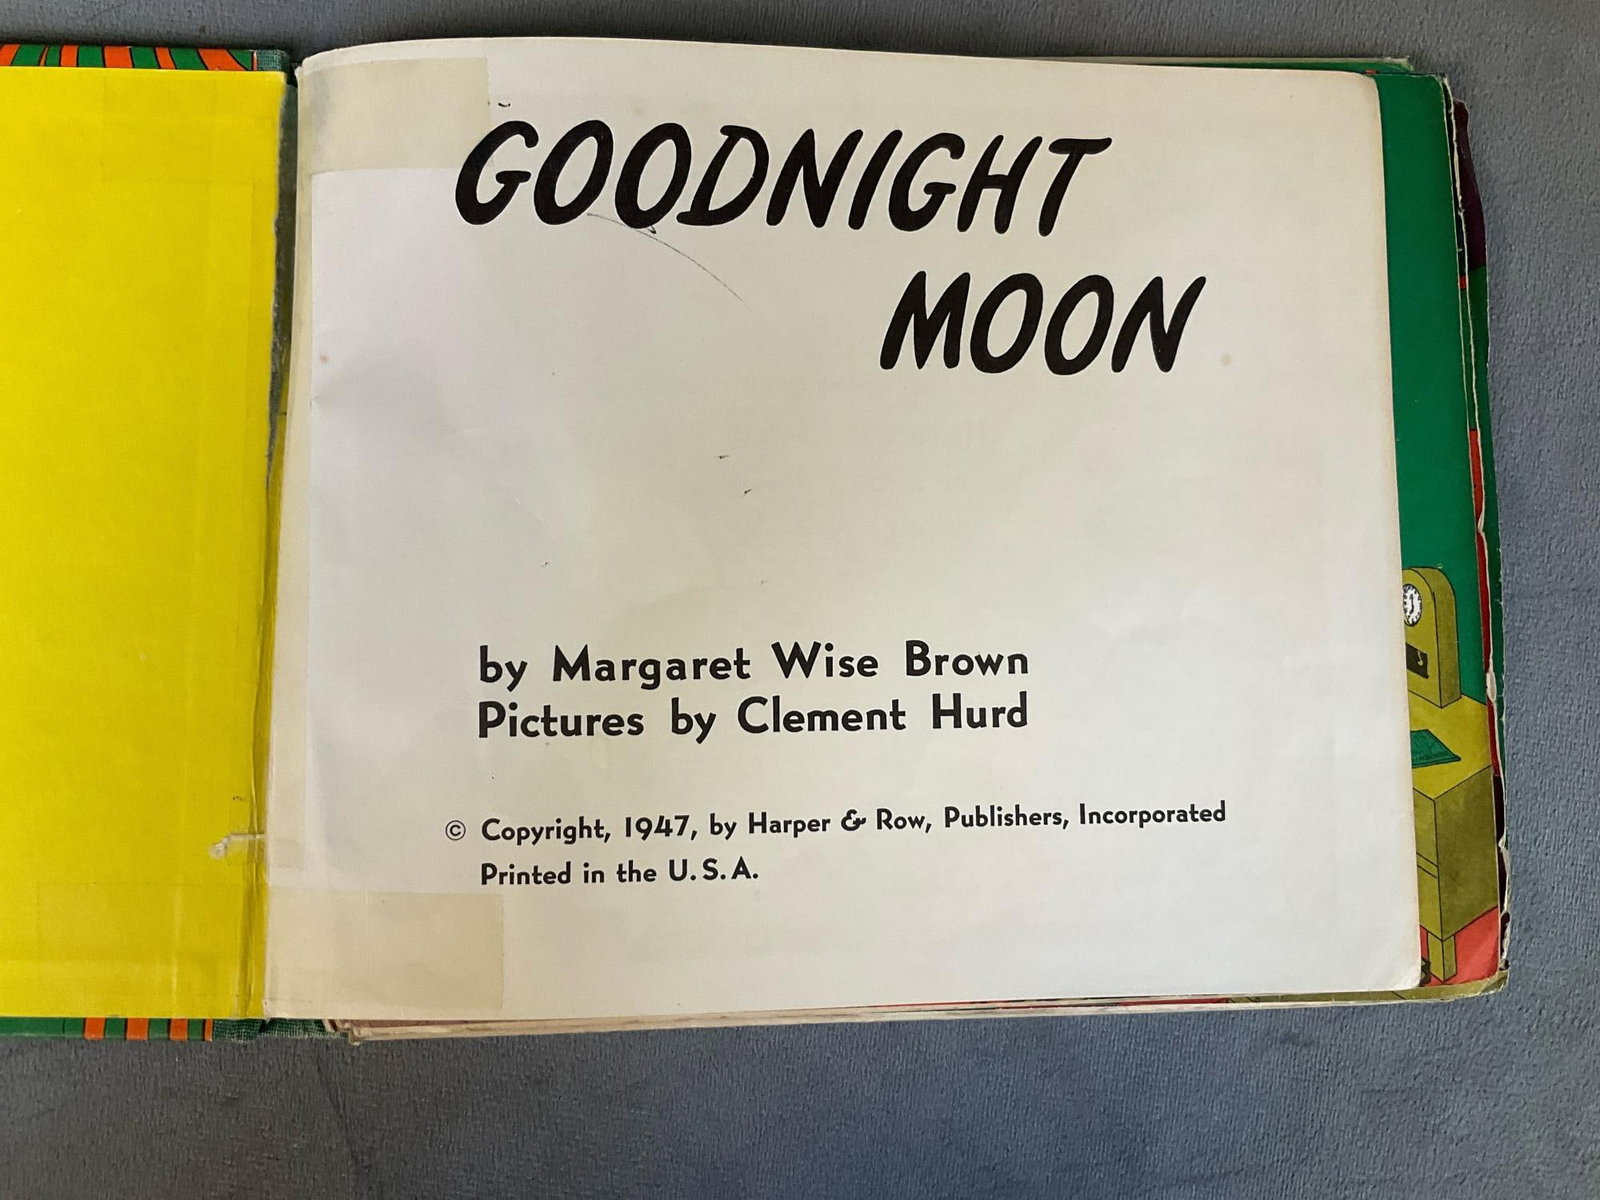 GOODNIGHT
MOON
by Margaret Wise Brown
Pictures by Clement Hurd
© Copyright, 1947, by Harper & Row, Publishers, Incorporated
Printed in the U. S. A.